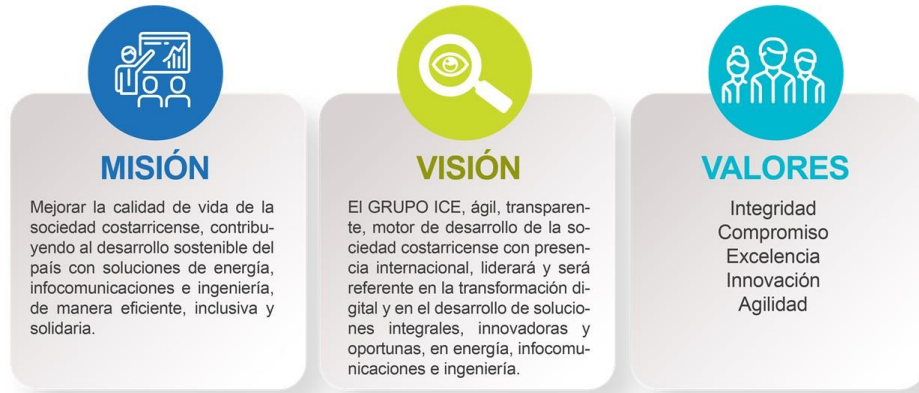 MISIÓN
Mejorar la calidad de vida de la
sociedad costarricense, contribu-
yendo al desarrollo sostenible del
país con soluciones de energía,
infocomunicaciones e ingeniería,
de manera eficiente, inclusiva y
solidaria.
VISIÓN
El GRUPO ICE, ágil, transparen-
te, motor de desarrollo de la so-
ciedad costarricense con presen-
cia internacional, liderará y será
referente en la transformación di-
gital y en el desarrollo de solucio-
nes integrales, innovadoras y
oportunas, en energía, infocomu-
nicaciones e ingeniería.
VALORES
Integridad
Compromiso
Excelencia
Innovación
Agilidad